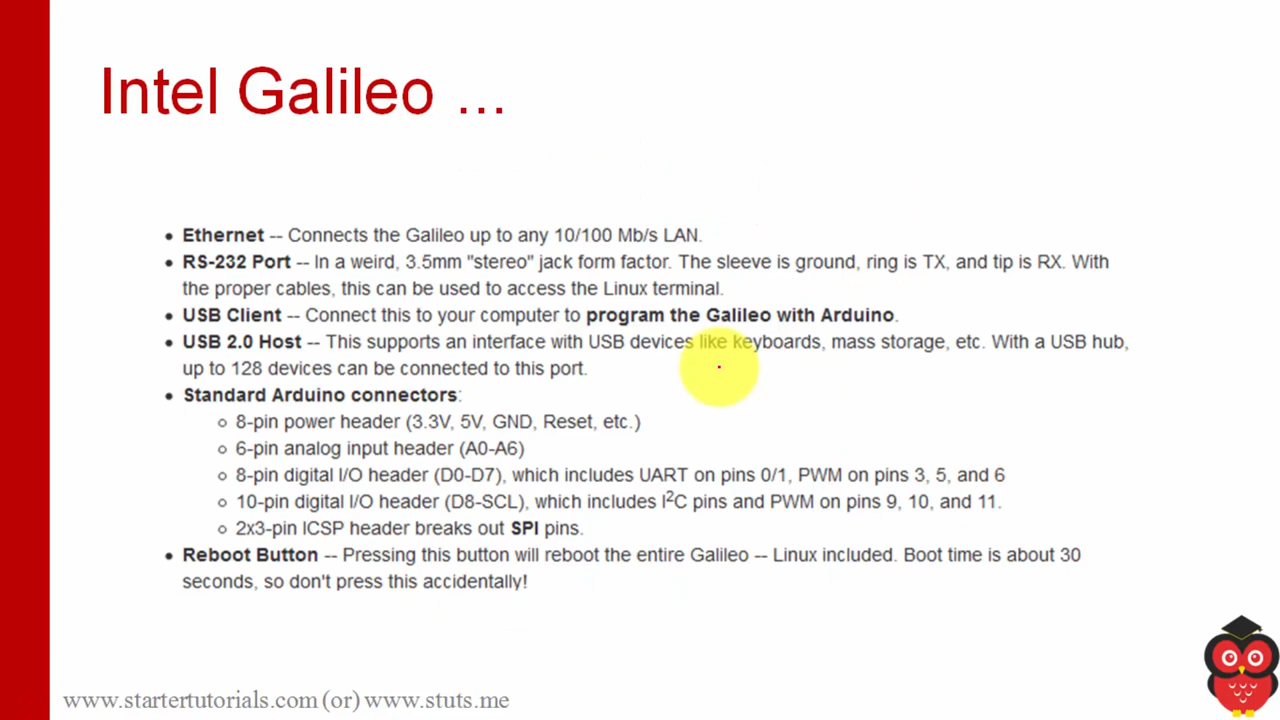 Intel Galileo ...
• Ethernet -- Connects the Galileo up to any 10/100 Mb/s LAN.
• RS-232 Port -- In a weird, 3.5mm "stereo" jack form factor. The sleeve is ground, ring is TX, and tip is RX. With
the proper cables, this can be used to access the Linux terminal.
• USB Client -- Connect this to your computer to program the Galileo with Arduino.
• USB 2.0 Host -- This supports an interface with USB devices like keyboards, mass storage, etc. With a USB hub,
up to 128 devices can be connected to this port.
• Standard Arduino connectors:
○ 8-pin power header (3.3V, 5V, GND, Reset, etc.)
○ 6-pin analog input header (A0-A6)
○ 8-pin digital I/O header (D0-D7), which includes UART on pins 0/1, PWM on pins 3, 5, and 6
○ 10-pin digital I/O header (D8-SCL), which includes I²C pins and PWM on pins 9, 10, and 11.
○ 2x3-pin ICSP header breaks out SPI pins.
• Reboot Button -- Pressing this button will reboot the entire Galileo -- Linux included. Boot time is about 30
seconds, so don't press this accidentally!
www.startertutorials.com (or) www.stuts.me